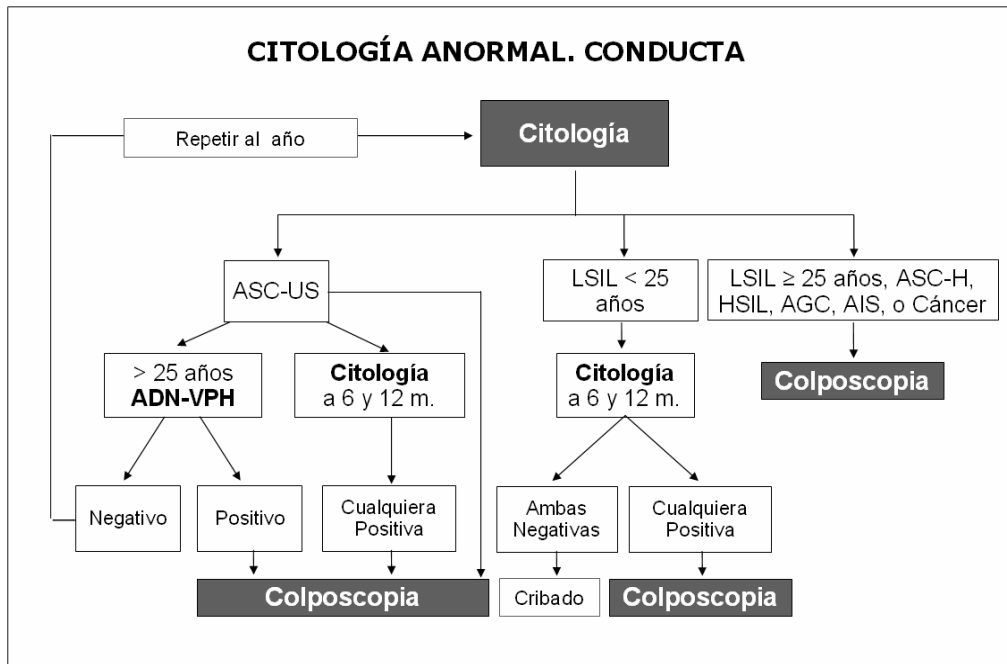 CITOLOGÍA ANORMAL. CONDUCTA
Repetir al año
Citología
ASC-US
LSIL < 25
años
LSIL ≥ 25 años, ASC-H,
HSIL, AGC, AIS, o Cáncer
> 25 años
ADN-VPH
Citología
a 6 y 12 m.
Citología
a 6 y 12 m.
Colposcopia
Negativo
Positivo
Cualquiera
Positiva
Ambas
Negativas
Cualquiera
Positiva
Colposcopia
Cribado
Colposcopia